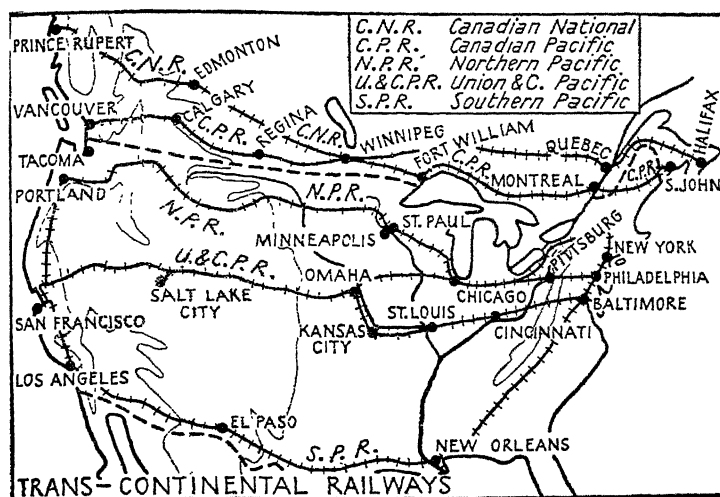 C.N.R. Canadian National
C.P.R. Canadian Pacific
N.P.R. Northern Pacific
U.&C.P.R. Union & C. Pacific
S.P.R. Southern Pacific
PRINCE RUPERT
C.N.R.
EDMONTON
VANCOUVER
CALGARY
C.P.R.
REGINA
C.N.R.
WINNIPEG
FORT WILLIAM
C.P.R.
QUEBEC
HALIFAX
TACOMA
MONTREAL
C.P.R.
S. JOHN
PORTLAND
N.P.R.
N.P.R.
ST. PAUL
MINNEAPOLIS
PITTSBURG
NEW YORK
U.&C.P.R.
OMAHA
CHICAGO
PHILADELPHIA
SALT LAKE
CITY
ST. LOUIS
BALTIMORE
SAN FRANCISCO
KANSAS
CITY
CINCINNATI
LOS ANGELES
EL PASO
S.P.R.
NEW ORLEANS
TRANS-CONTINENTAL RAILWAYS